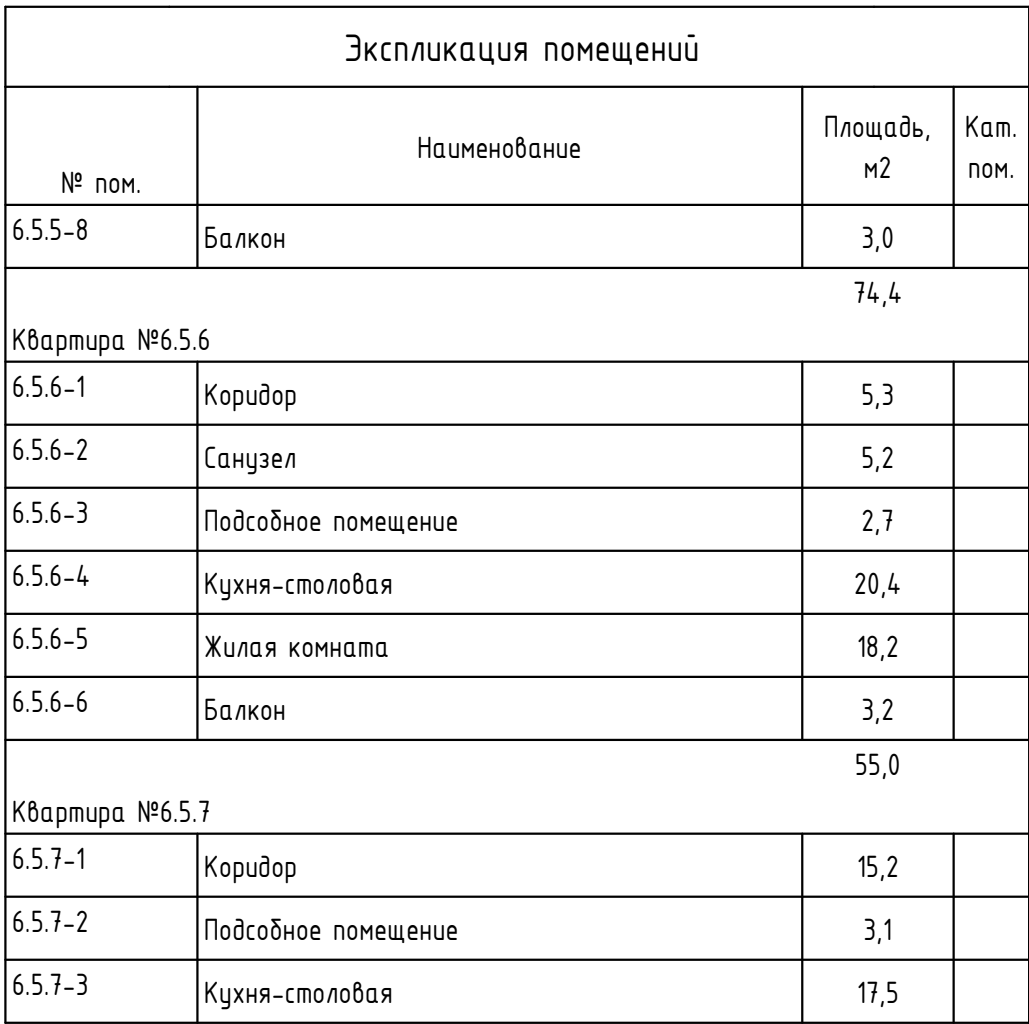 Экспликация помещений
№ пом. Наименование Площадь, м2 Кат. пом.
6.5.5-8 Балкон 3,0
74,4
Квартира №6.5.6
6.5.6-1 Коридор 5,3
6.5.6-2 Санузел 5,2
6.5.6-3 Подсобное помещение 2,7
6.5.6-4 Кухня-столовая 20,4
6.5.6-5 Жилая комната 18,2
6.5.6-6 Балкон 3,2
55,0
Квартира №6.5.7
6.5.7-1 Коридор 15,2
6.5.7-2 Подсобное помещение 3,1
6.5.7-3 Кухня-столовая 17,5